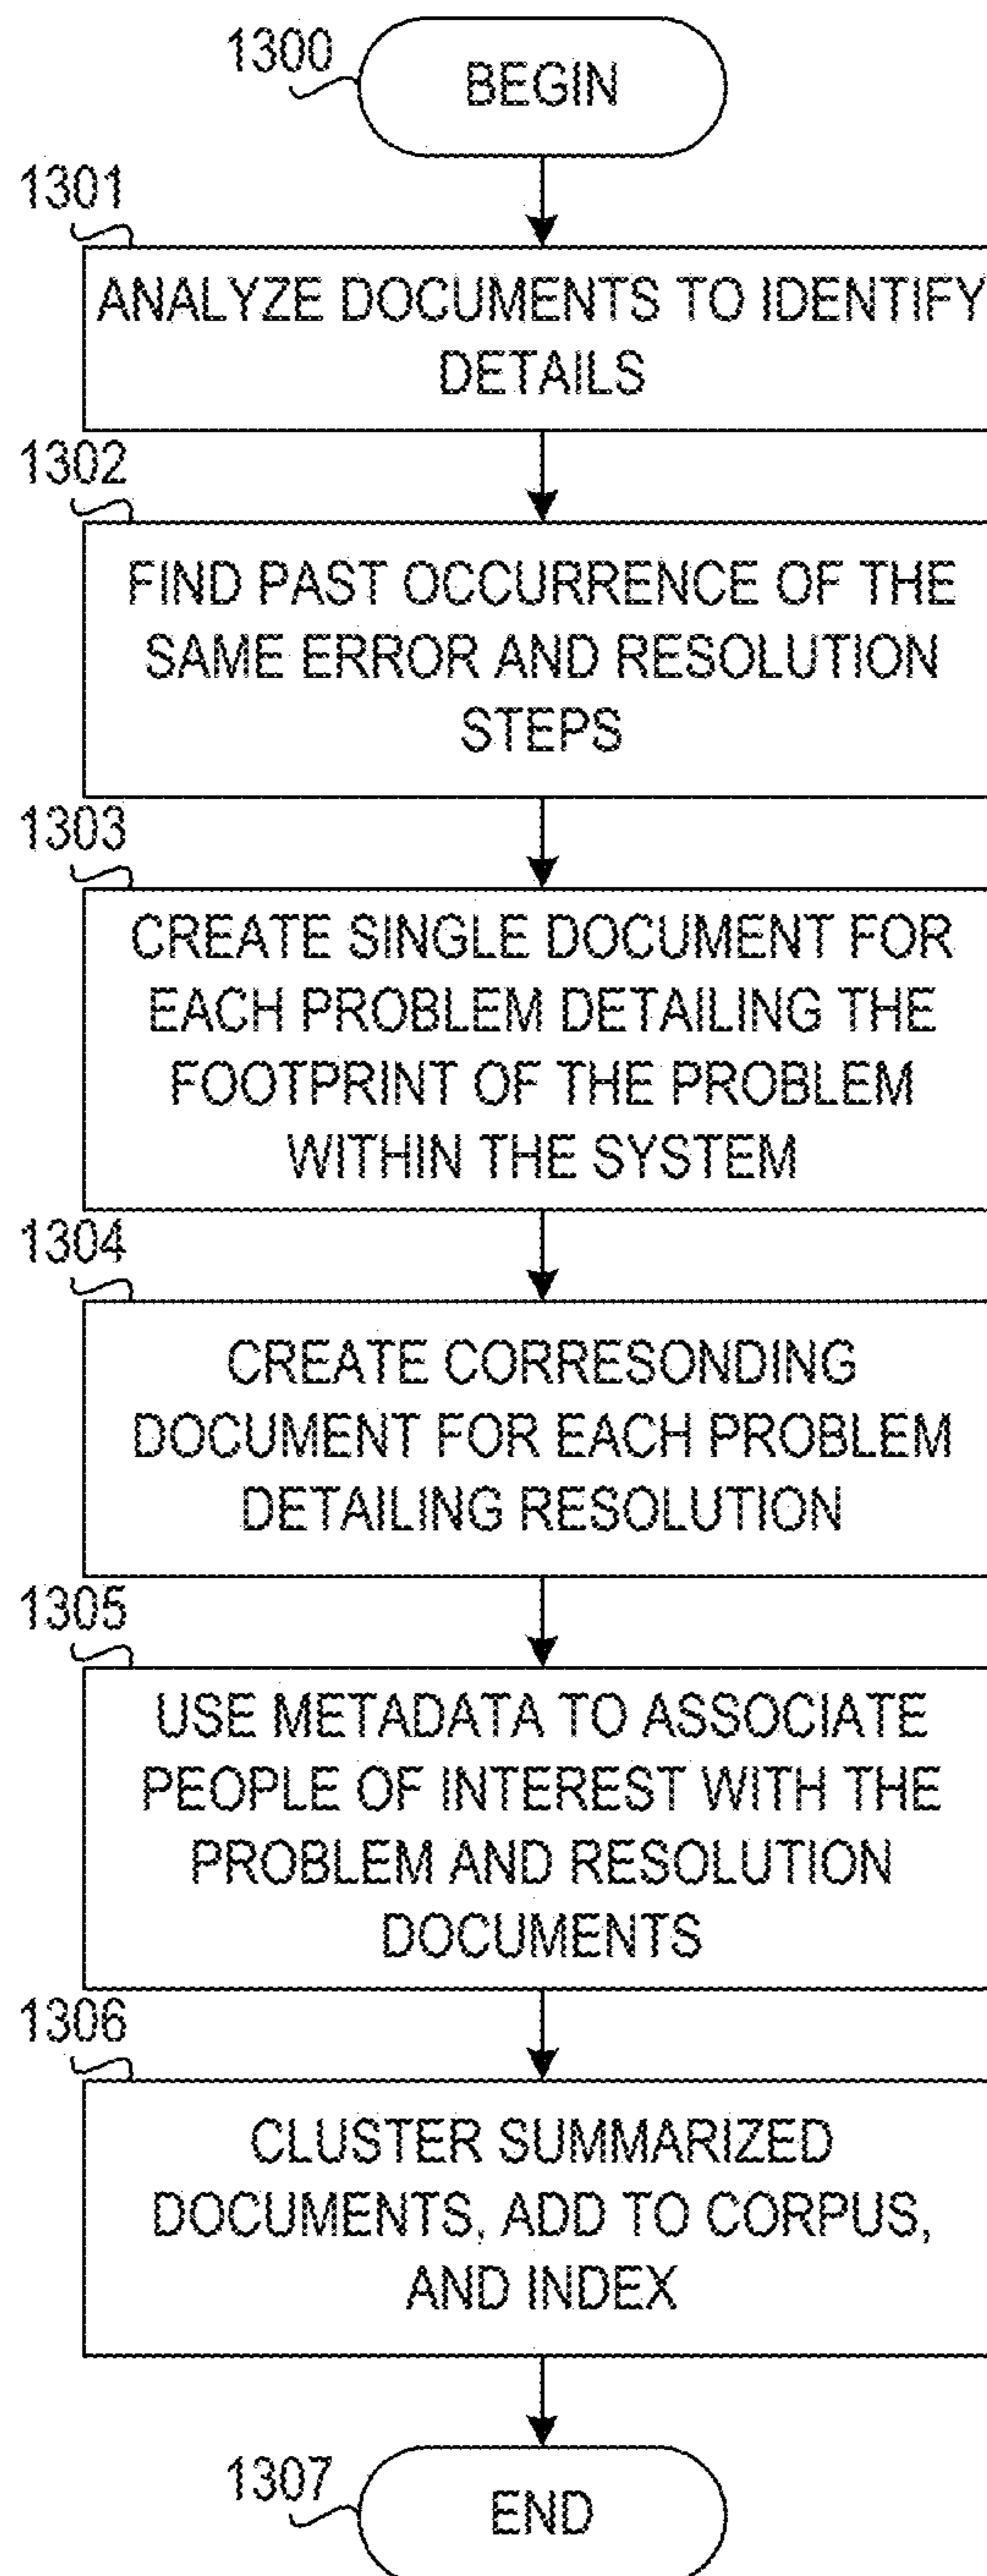 1300
BEGIN
1301
ANALYZE DOCUMENTS TO IDENTIFY
DETAILS
1302
FIND PAST OCCURRENCE OF THE
SAME ERROR AND RESOLUTION
STEPS
1303
CREATE SINGLE DOCUMENT FOR
EACH PROBLEM DETAILING THE
FOOTPRINT OF THE PROBLEM
WITHIN THE SYSTEM
1304
CREATE CORRESONDING
DOCUMENT FOR EACH PROBLEM
DETAILING RESOLUTION
1305
USE METADATA TO ASSOCIATE
PEOPLE OF INTEREST WITH THE
PROBLEM AND RESOLUTION
DOCUMENTS
1306
CLUSTER SUMMARIZED
DOCUMENTS, ADD TO CORPUS,
AND INDEX
1307
END